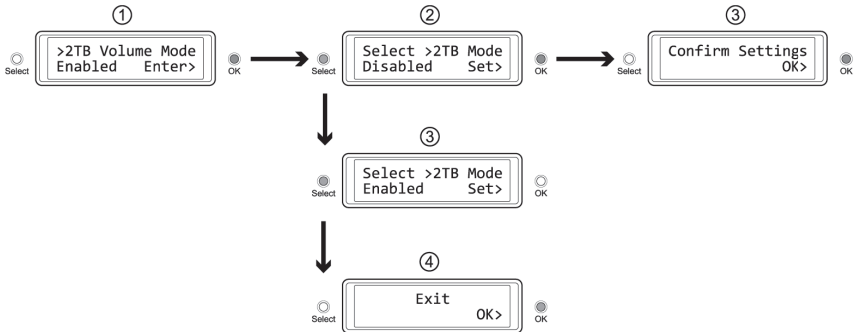 ①
>2TB Volume Mode
Enabled Enter>
Select
OK
②
Select >2TB Mode
Disabled Set>
Select
OK
③
Confirm Settings
OK>
Select
OK
③
Select >2TB Mode
Enabled Set>
Select
OK
④
Exit
OK>
Select
OK